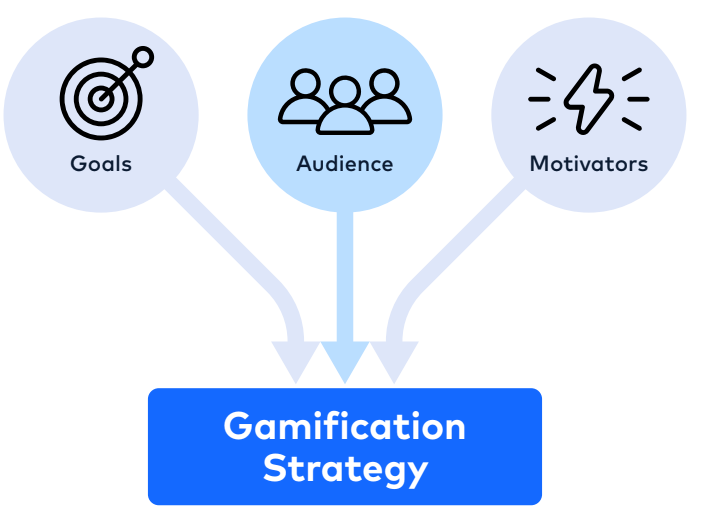 Goals
Audience
Motivators
Gamification
Strategy